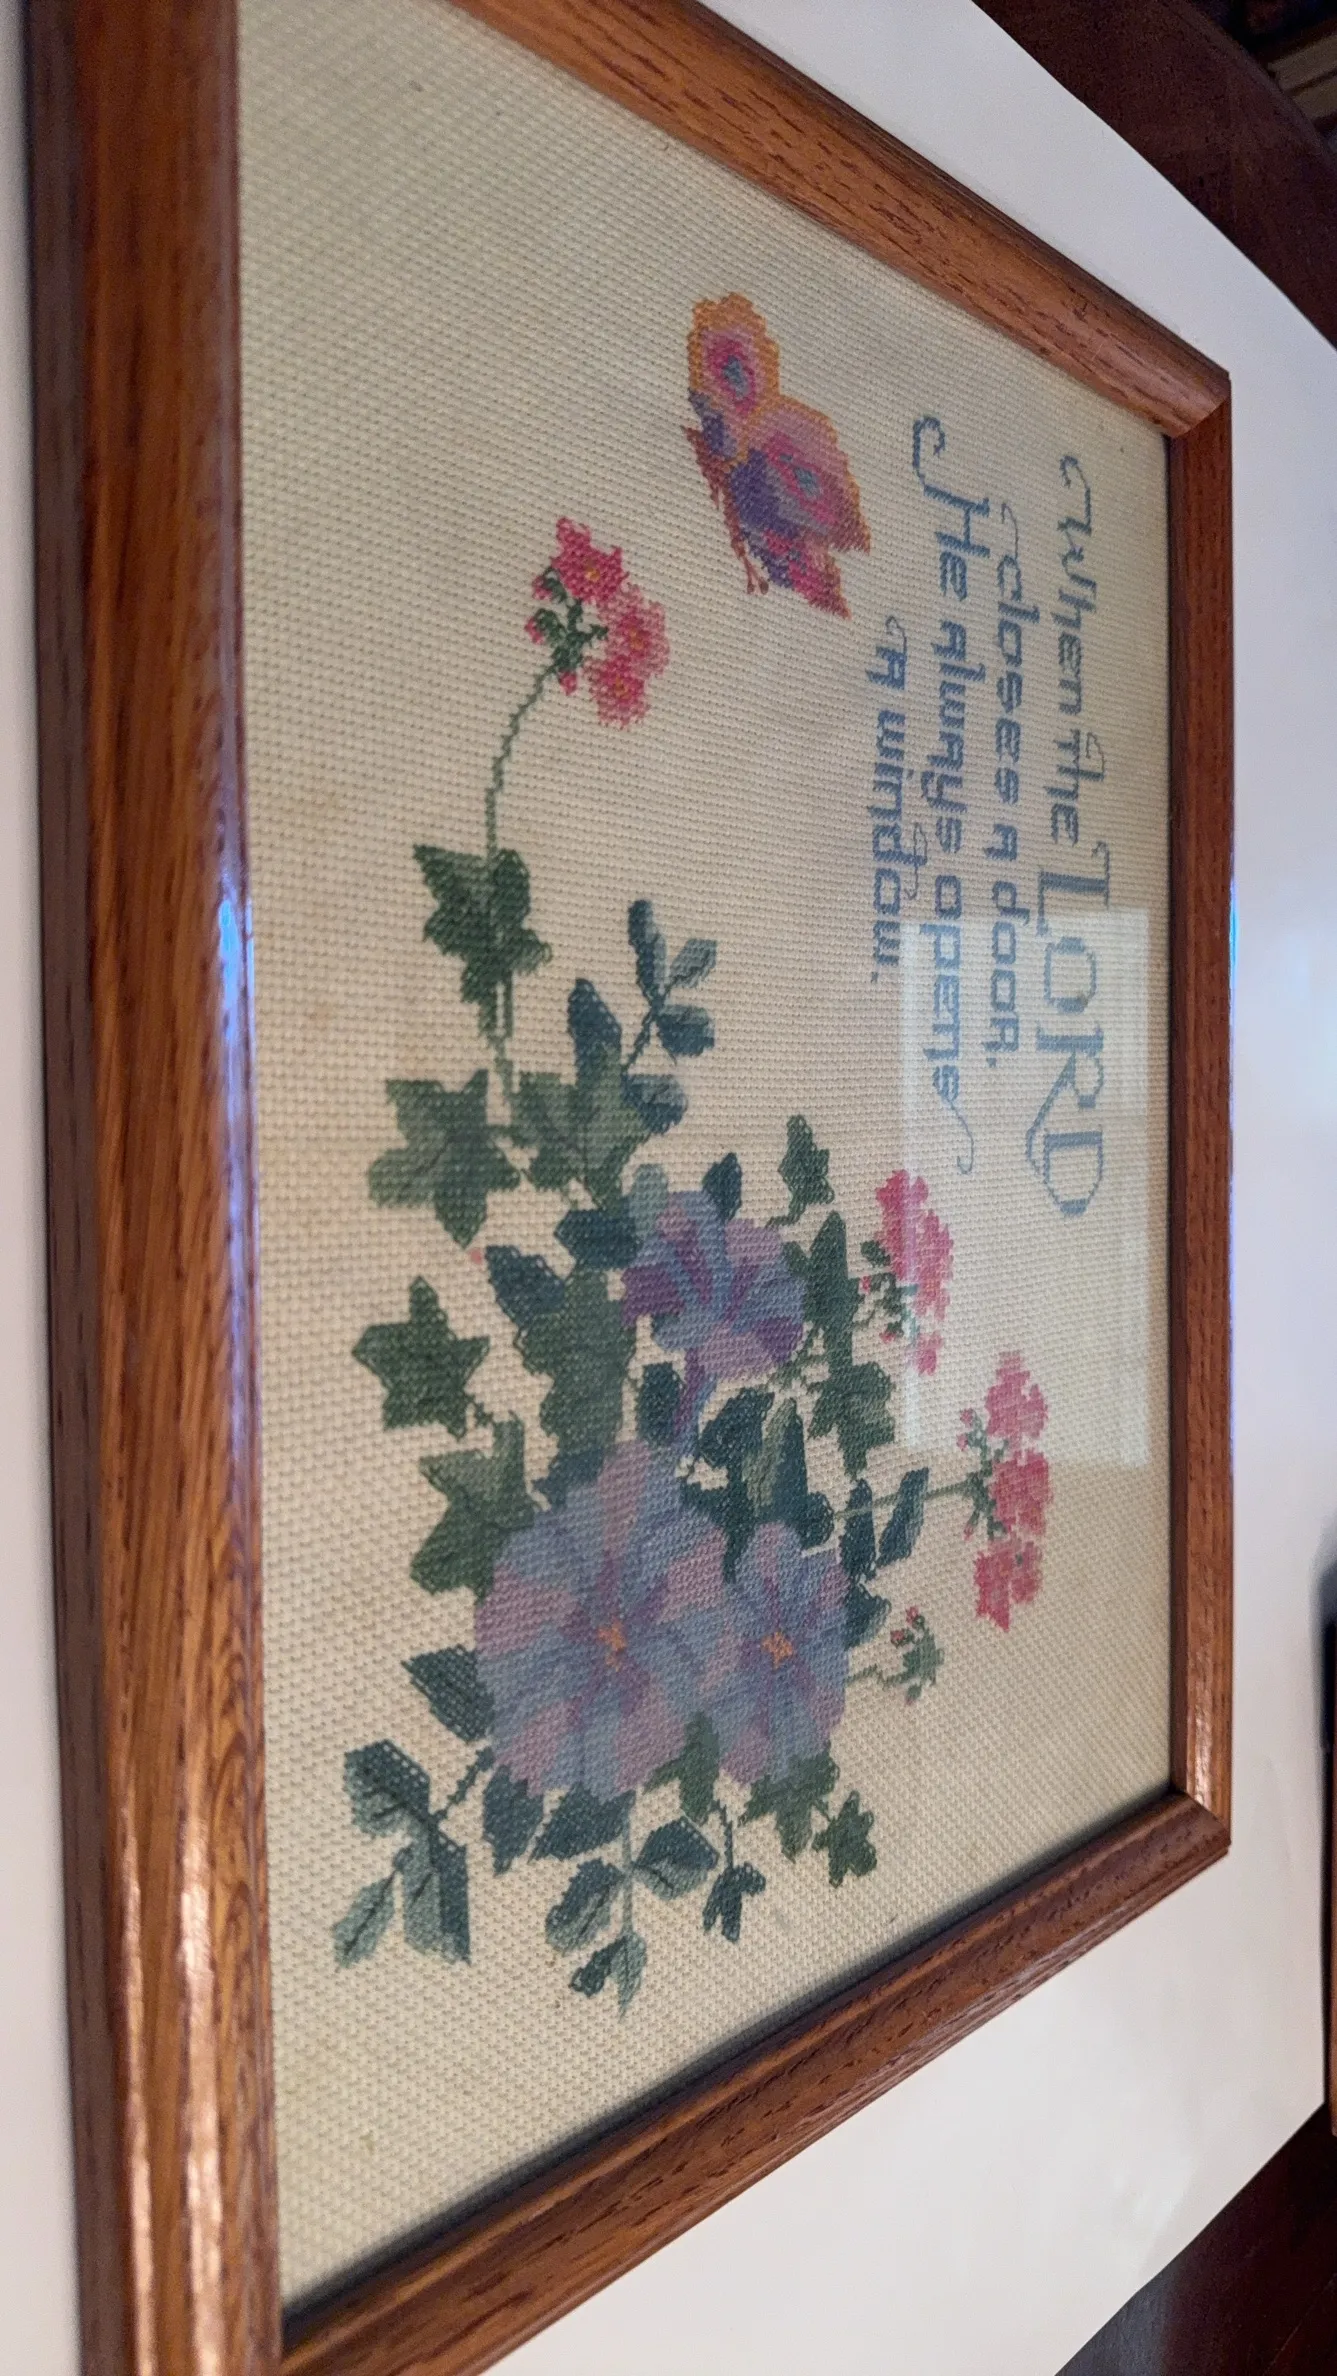 When the LORD
closes a door,
He always opens
a window.